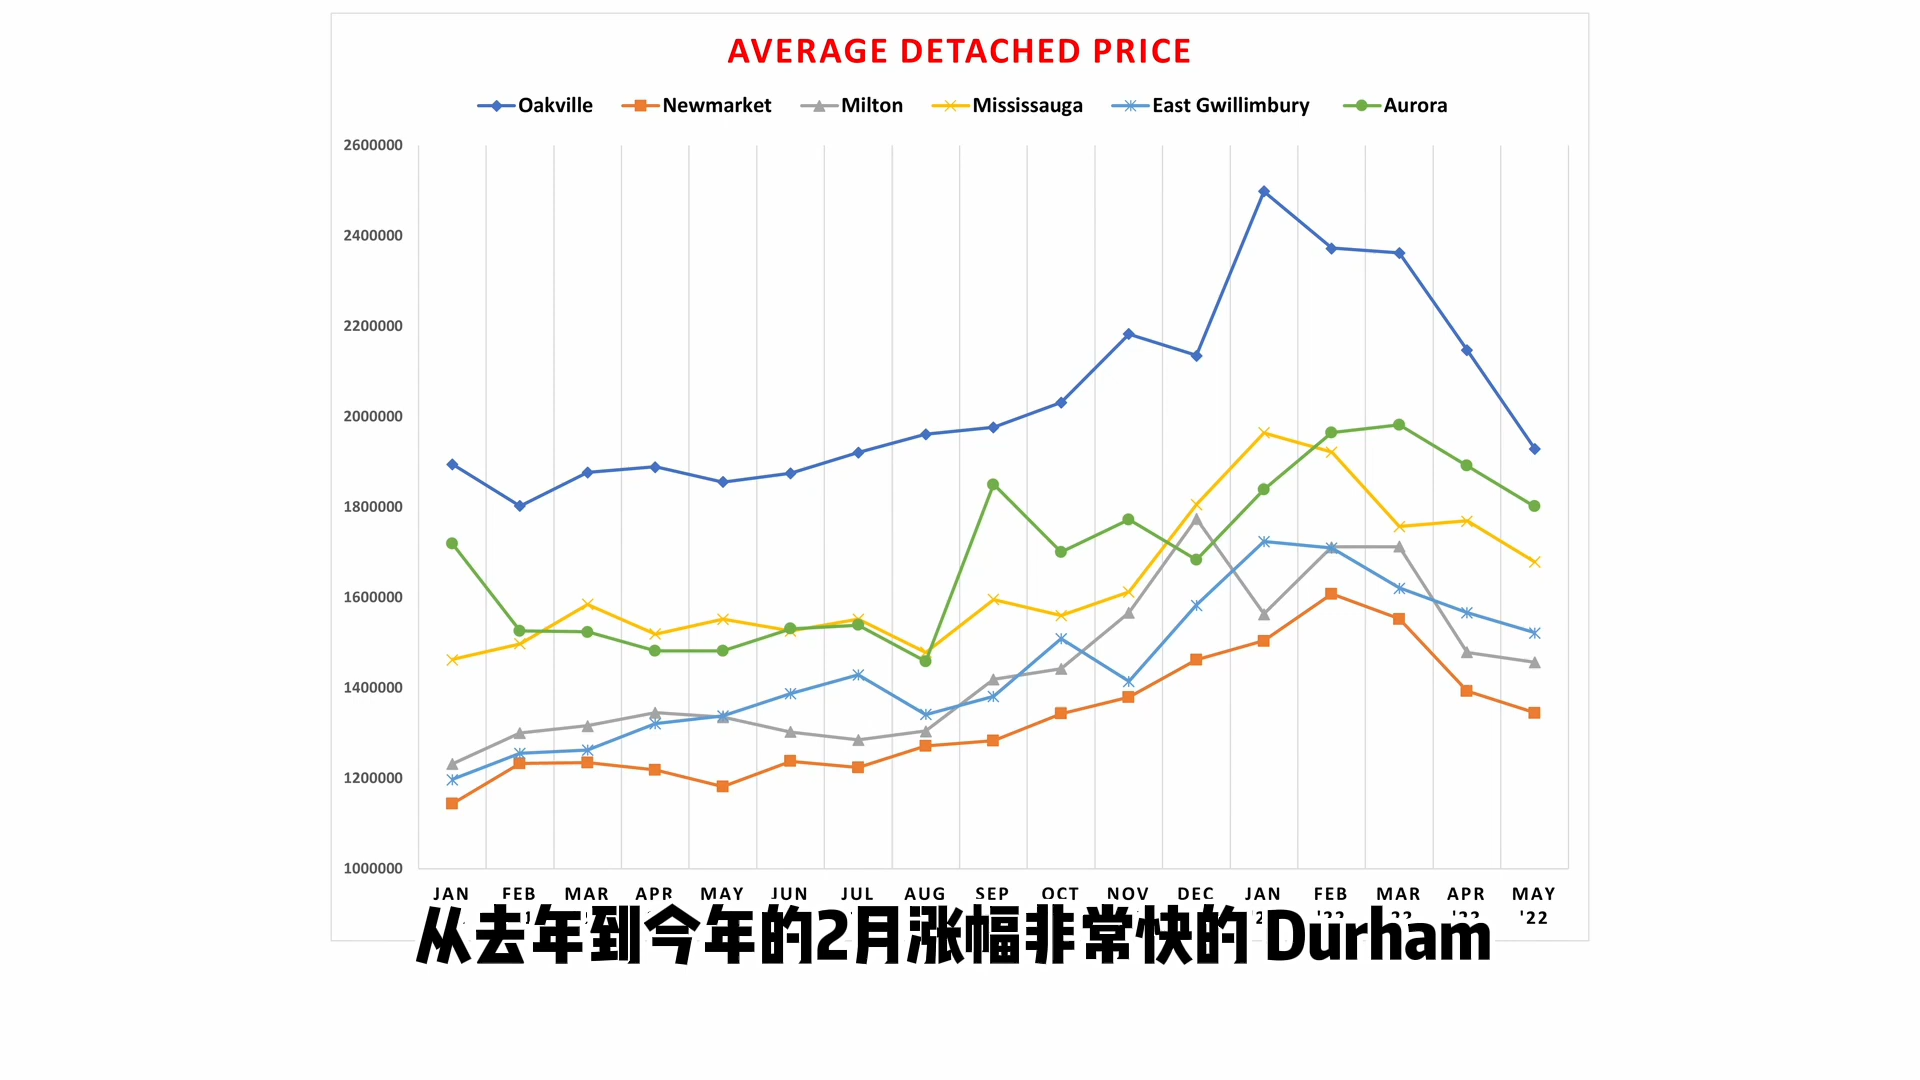 AVERAGE DETACHED PRICE
Oakville Newmarket Milton Mississauga East Gwillimbury Aurora
2600000
2400000
2200000
2000000
1800000
1600000
1400000
1200000
1000000
JAN FEB MAR APR MAY JUN JUL AUG SEP OCT NOV DEC JAN FEB MAR APR MAY
'22
从去年到今年的2月涨幅非常快的 Durham